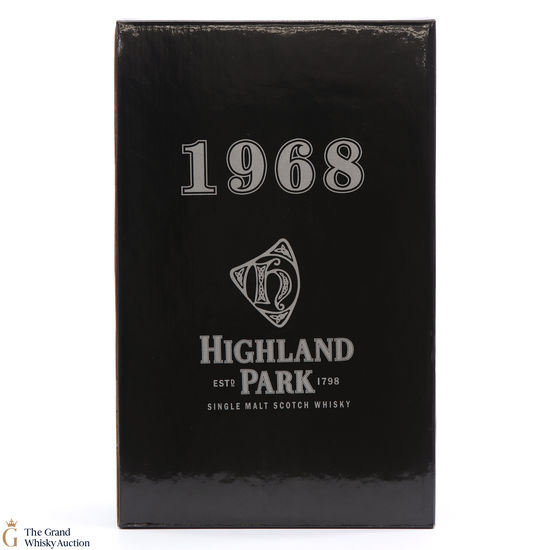 1968
H
HIGHLAND
ESTD PARK 1798
SINGLE MALT SCOTCH WHISKY
G
The Grand
Whisky Auction